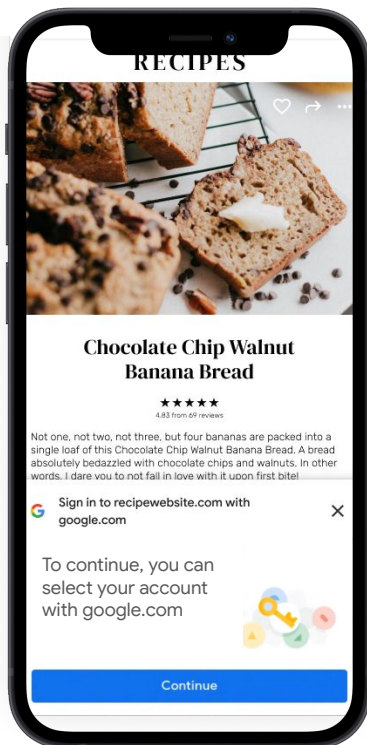 RECIPES
Chocolate Chip Walnut
Banana Bread
4.83 from 69 reviews
Not one, not two, not three, but four bananas are packed into a
single loaf of this Chocolate Chip Walnut Banana Bread. A bread
absolutely bedazzled with chocolate chips and walnuts. In other
words, I dare you to not fall in love with it upon first bite!
Sign in to recipewebsite.com with
google.com
To continue, you can
select your account
with google.com
Continue